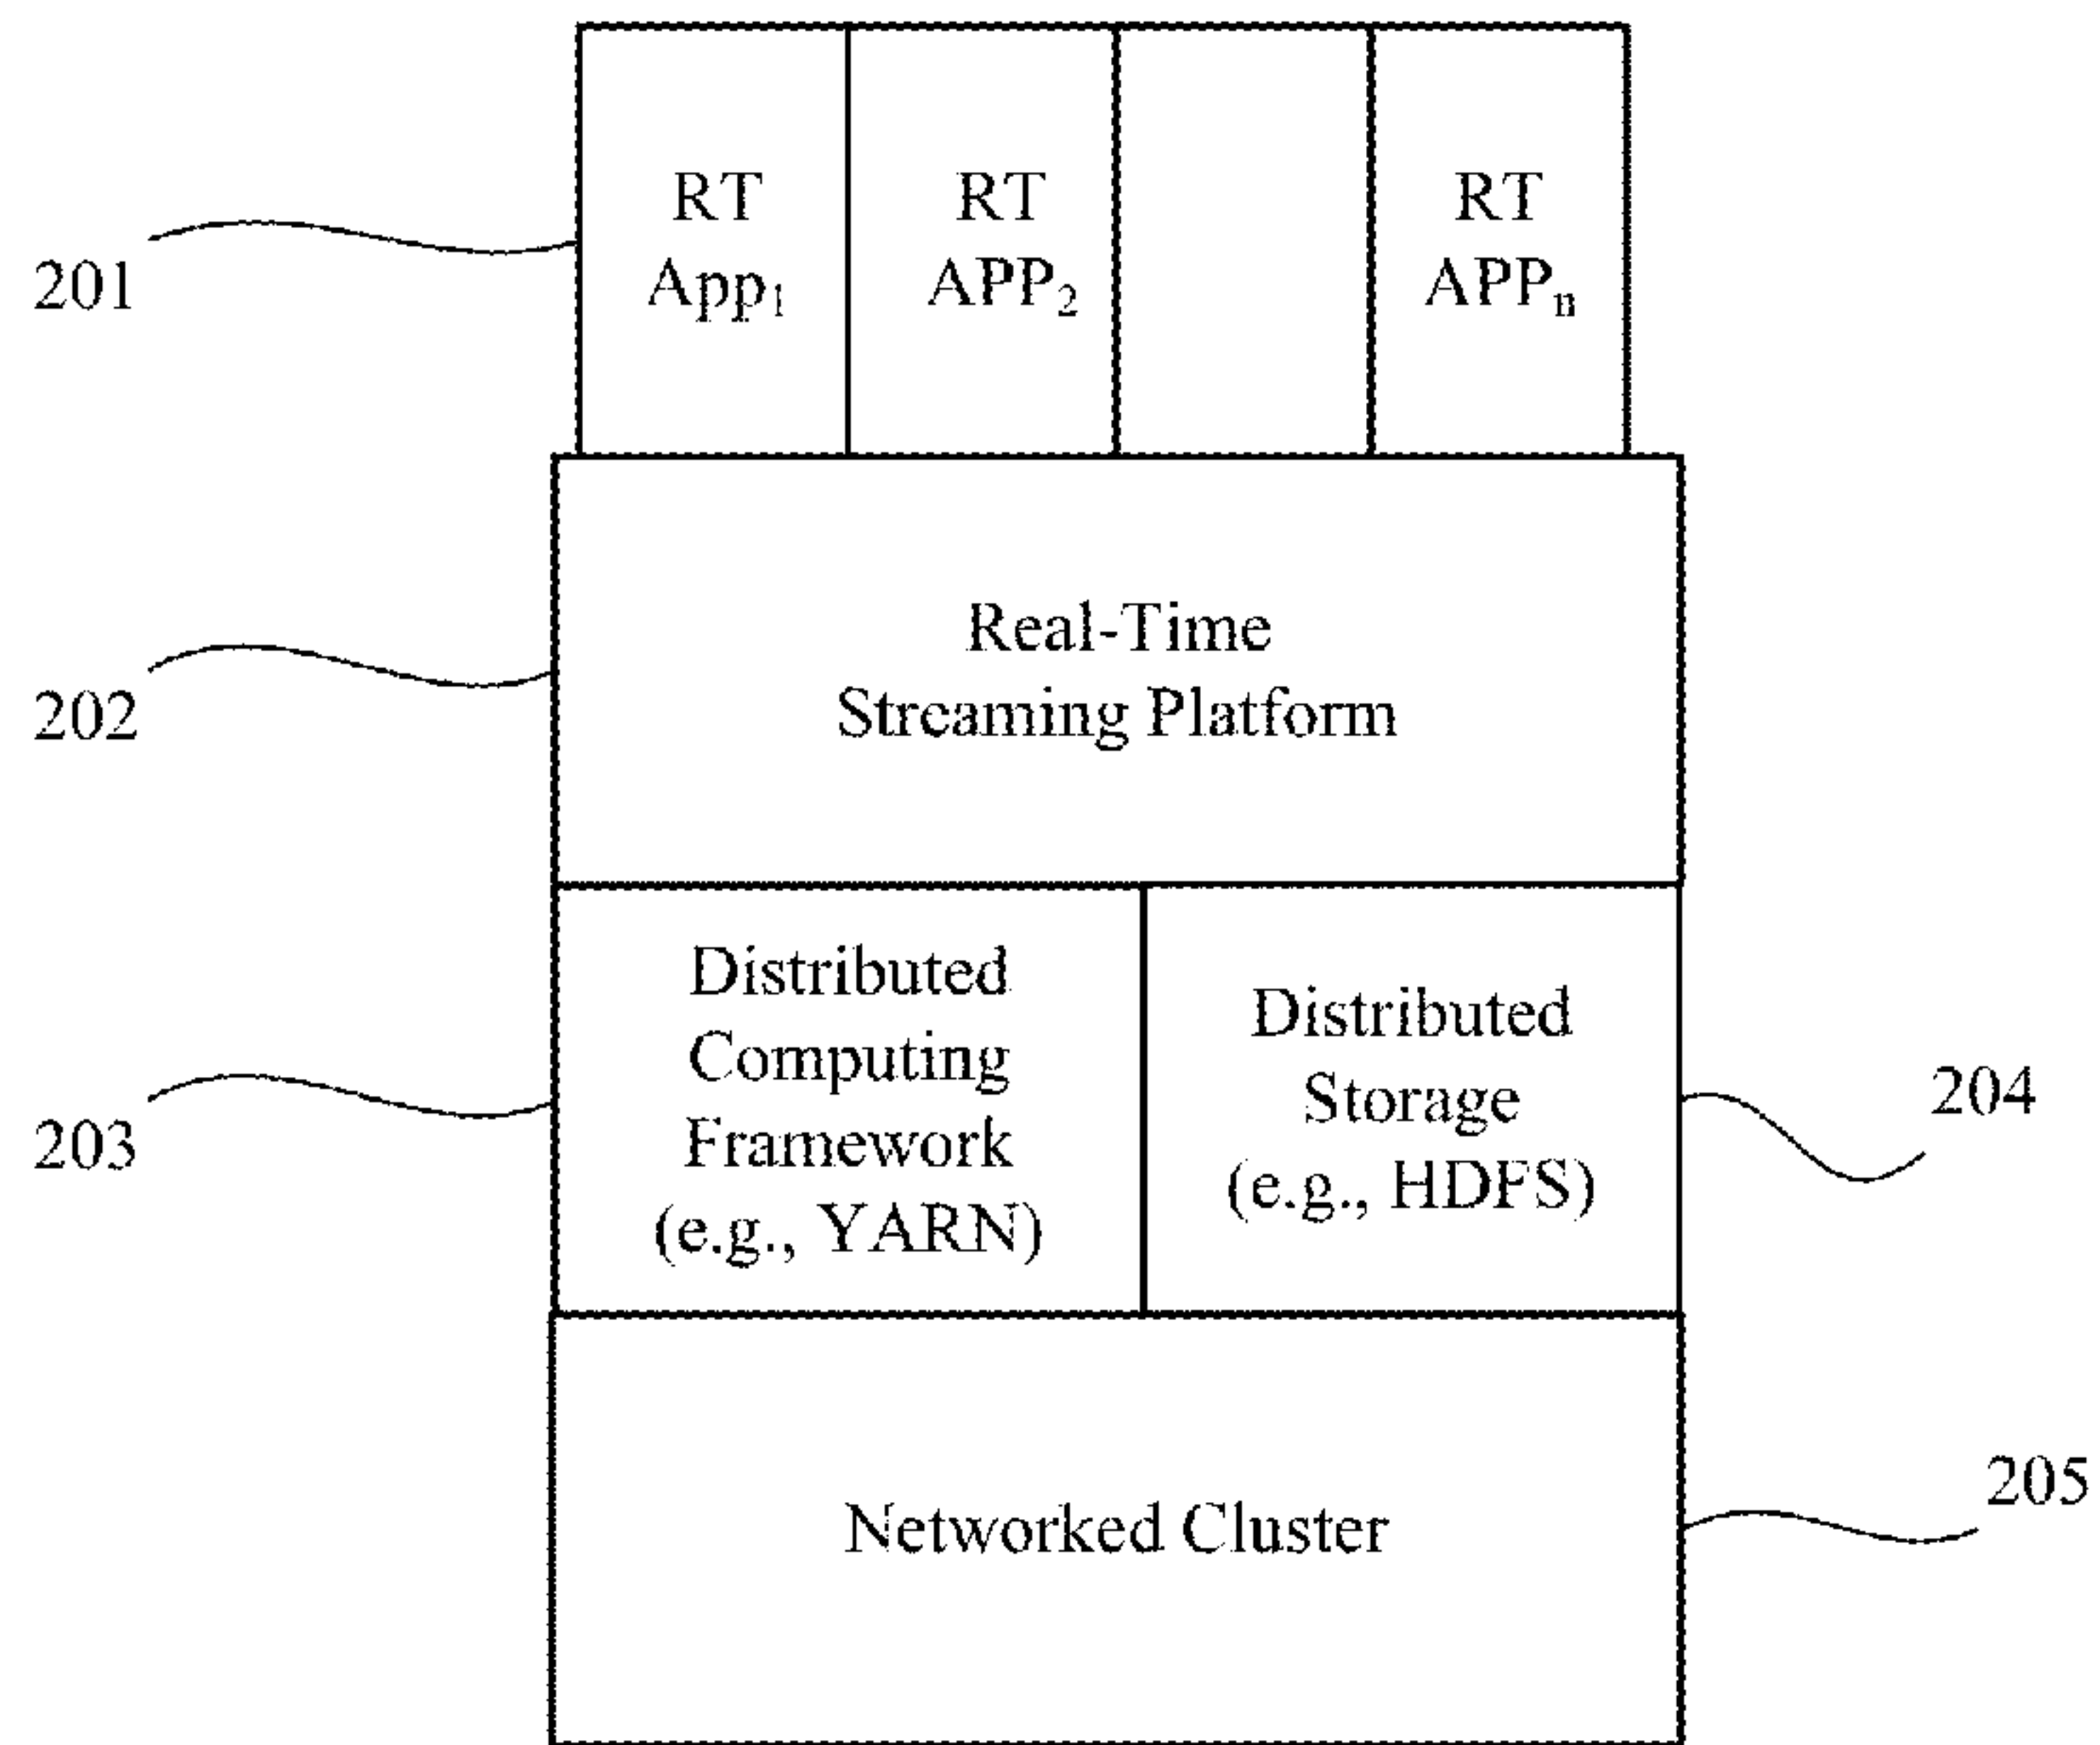 RT
App₁
RT
APP₂
RT
APPₙ
201
Real-Time
Streaming Platform
202
Distributed
Computing
Framework
(e.g., YARN)
203
Distributed
Storage
(e.g., HDFS)
204
Networked Cluster
205